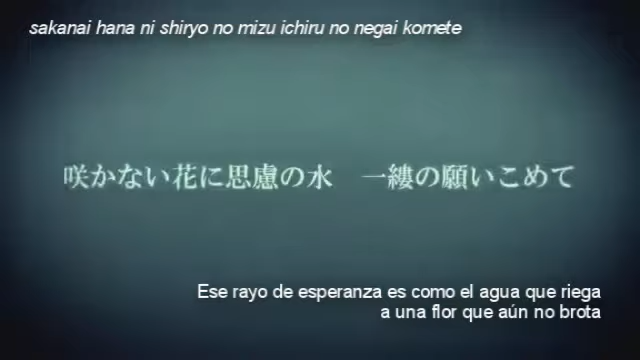 sakanai hana ni shiryo no mizu ichiru no negai komete
咲かない花に思慮の水　一縷の願いこめて
Ese rayo de esperanza es como el agua que riega
a una flor que aún no brota